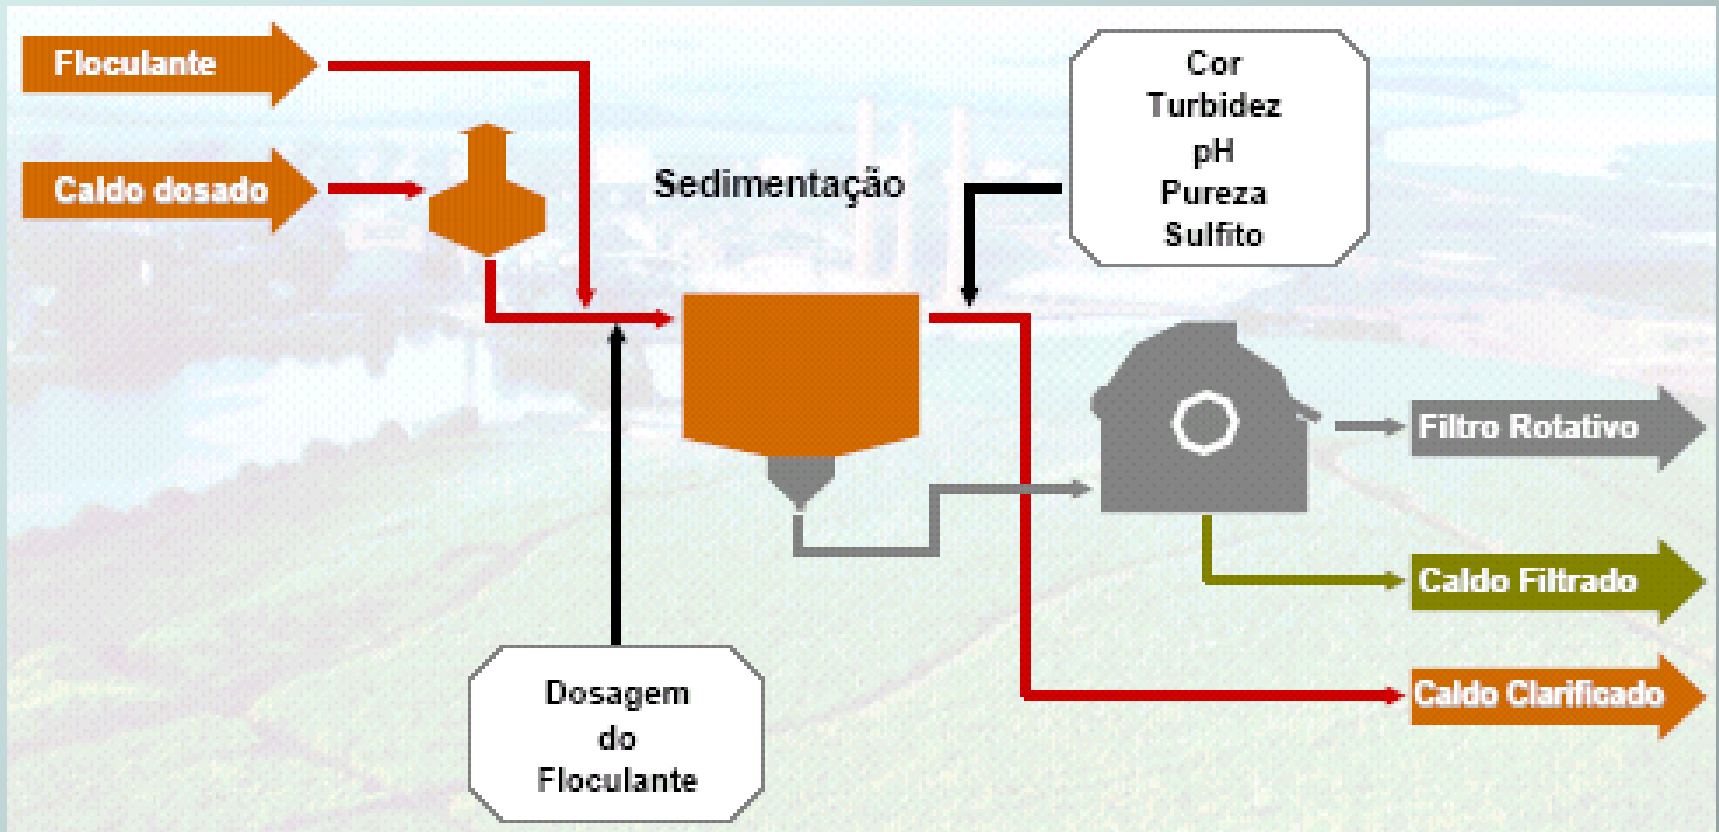 Floculante
Caldo dosado
Sedimentação
Cor
Turbidez
pH
Pureza
Sulfito
Filtro Rotativo
Caldo Filtrado
Caldo Clarificado
Dosagem
do
Floculante